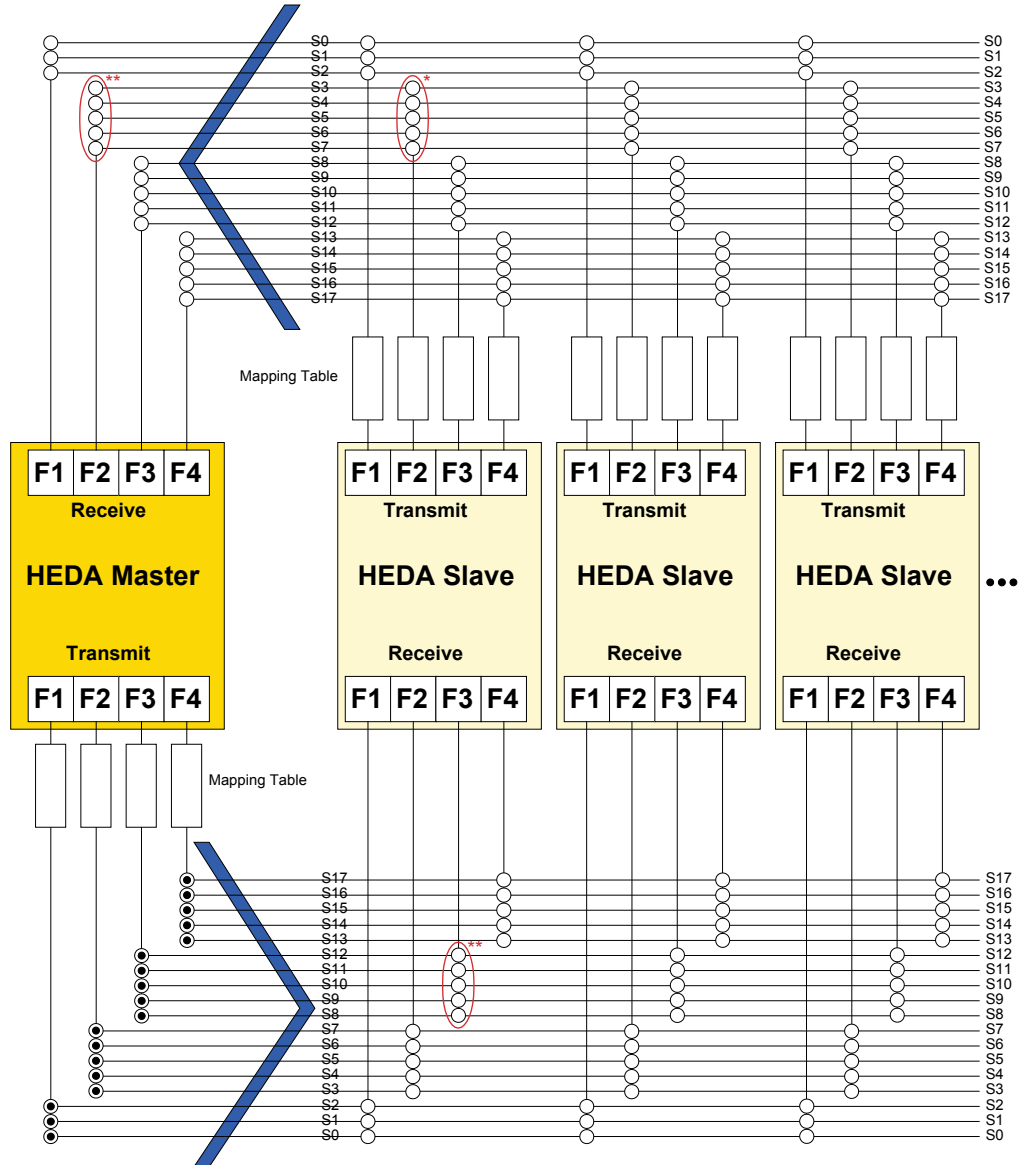 S0 S0
S1 S1
S2 S2
** * S3 S3
S4 S4
S5 S5
S6 S6
S7 S7
S8 S8
S9 S9
S10 S10
S11 S11
S12 S12
S13 S13
S14 S14
S15 S15
S16 S16
S17 S17
Mapping Table
F1 F2 F3 F4 F1 F2 F3 F4 F1 F2 F3 F4 F1 F2 F3 F4
Receive Transmit Transmit Transmit
HEDA Master HEDA Slave HEDA Slave HEDA Slave ...
Transmit Receive Receive Receive
F1 F2 F3 F4 F1 F2 F3 F4 F1 F2 F3 F4 F1 F2 F3 F4
Mapping Table
S17 S17
S16 S16
S15 S15
S14 S14
S13 S13
S12 ** S12
S11 S11
S10 S10
S9 S9
S8 S8
S7 S7
S6 S6
S5 S5
S4 S4
S3 S3
S2 S2
S1 S1
S0 S0